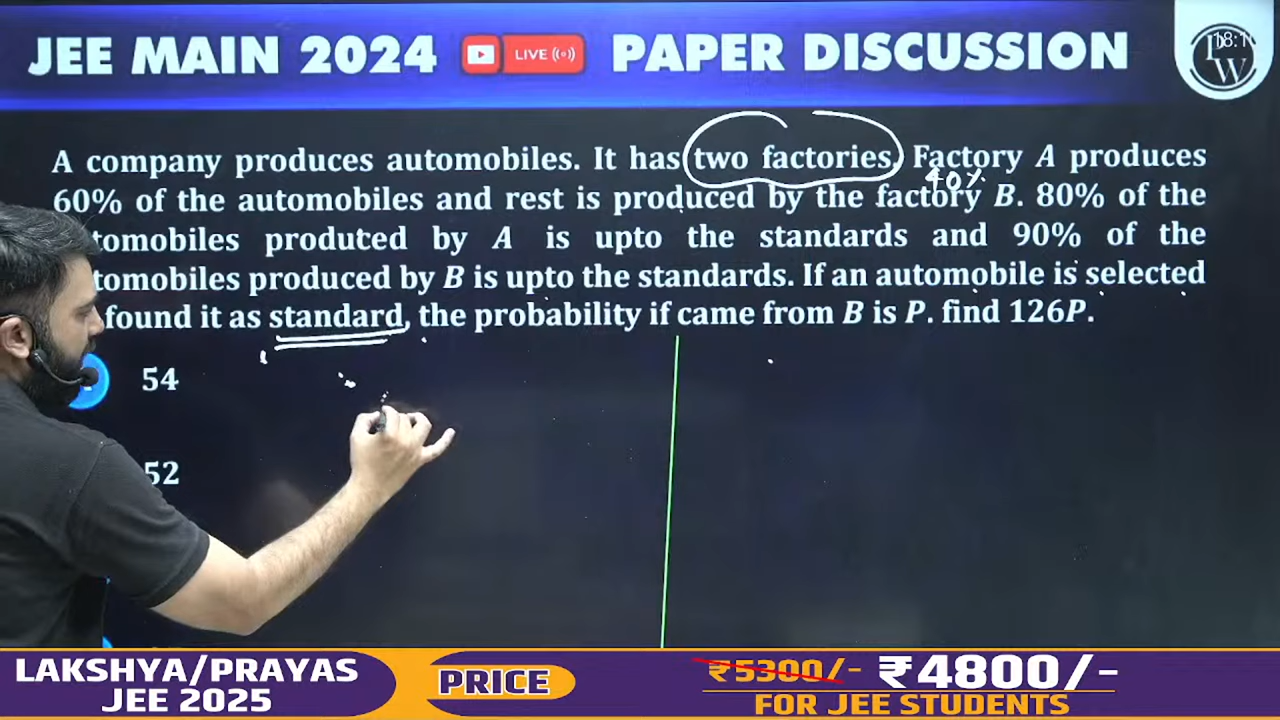 JEE MAIN 2024 LIVE PAPER DISCUSSION
18:1
W
A company produces automobiles. It has two factories. Factory A produces
40%
60% of the automobiles and rest is produced by the factory B. 80% of the
tomobiles produted by A is upto the standards and 90% of the
tomobiles produced by B is upto the standards. If an automobile is selected
found it as standard, the probability if came from B is P. find 126P.
54
52
LAKSHYA/PRAYAS
JEE 2025
PRICE
₹5300/- ₹4800/-
FOR JEE STUDENTS